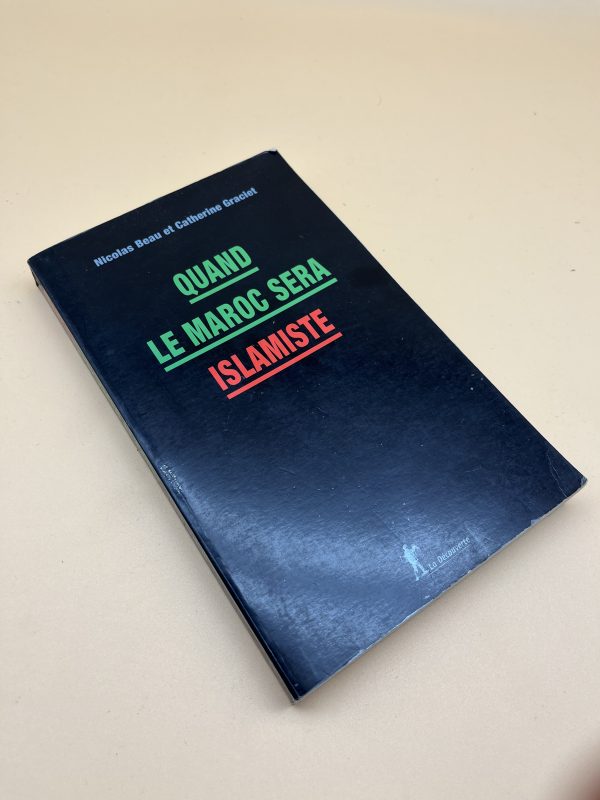 Nicolas Beau et Catherine Graciet
QUAND
LE MAROC SERA
ISLAMISTE
La Découverte